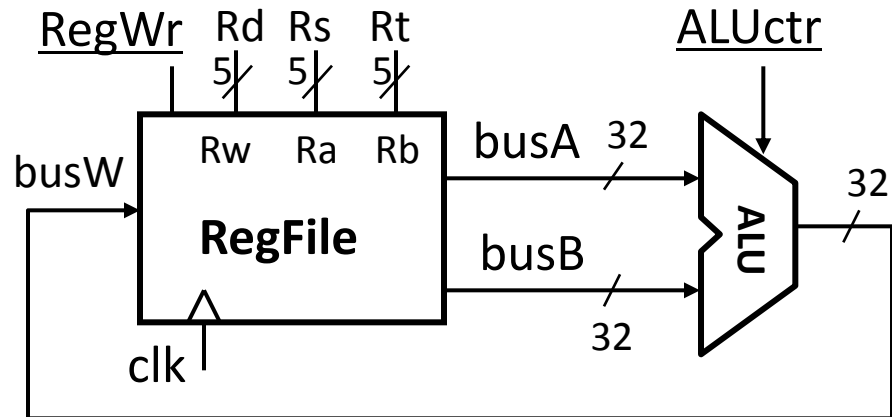 RegWr Rd Rs Rt ALUctr
5 5 5
Rw Ra Rb busA 32
busW 32
RegFile ALU
busB
32
clk